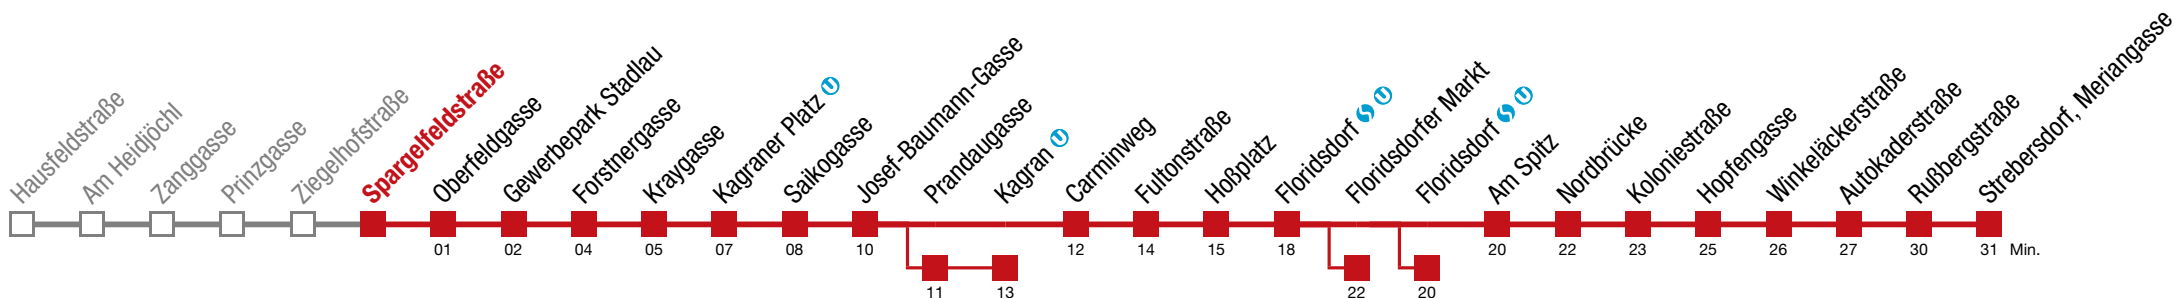 Hausfeldstraße
Am Heidjöchl
Zanggasse
Prinzgasse
Ziegelhofstraße
Spargelfeldstraße
Oberfeldgasse
Gewerbepark Stadlau
Forstnergasse
Kraygasse
Kagraner Platz U
Saikogasse
Josef-Baumann-Gasse
Prandaugasse
Kagran U
Carminweg
Fultonstraße
Hoßplatz
Floridsdorf S U
Floridsdorfer Markt
Floridsdorf S U
Am Spitz
Nordbrücke
Koloniestraße
Hopfengasse
Winkeläckerstraße
Autokaderstraße
Rußbergstraße
Strebersdorf, Meriangasse
01 02 04 05 07 08 10 12 14 15 18 20 22 23 25 26 27 30 31 Min.
11 13 22 20